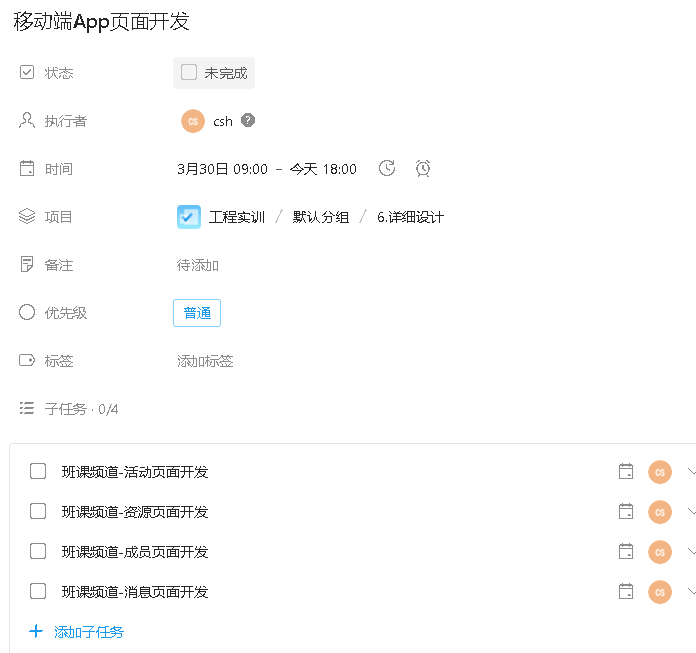 移动端App页面开发
状态 未完成
执行者 cs csh ?
时间 3月30日 09:00 – 今天 18:00
项目 工程实训 / 默认分组 / 6.详细设计
备注 待添加
优先级 普通
标签 添加标签
子任务 · 0/4
班课频道-活动页面开发 cs
班课频道-资源页面开发 cs
班课频道-成员页面开发 cs
班课频道-消息页面开发 cs
+ 添加子任务